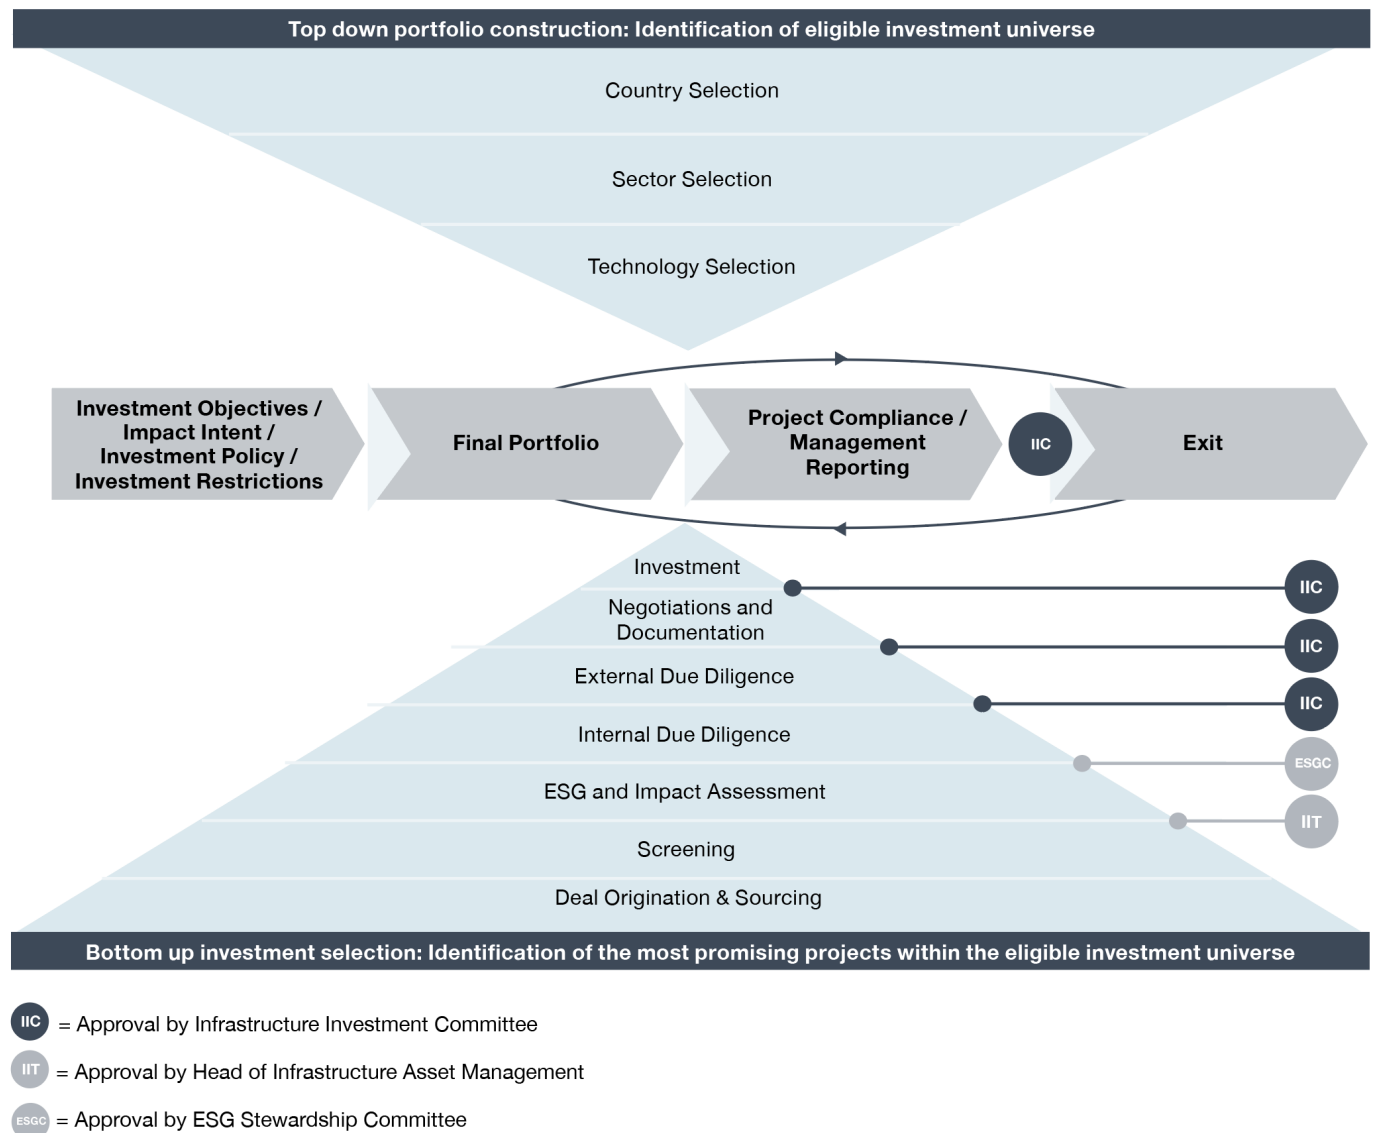 Top down portfolio construction: Identification of eligible investment universe
Country Selection
Sector Selection
Technology Selection
Investment Objectives /
Impact Intent /
Investment Policy /
Investment Restrictions
Final Portfolio
Project Compliance /
Management
Reporting
IIC
Exit
Investment
IIC
Negotiations and
Documentation
IIC
External Due Diligence
IIC
Internal Due Diligence
ESGC
ESG and Impact Assessment
IIT
Screening
Deal Origination & Sourcing
Bottom up investment selection: Identification of the most promising projects within the eligible investment universe
IIC = Approval by Infrastructure Investment Committee
IIT = Approval by Head of Infrastructure Asset Management
ESGC = Approval by ESG Stewardship Committee